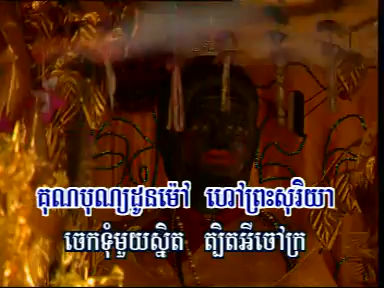 គុណបុណ្យដូនម៉ៅ ហៅព្រះសុរិយា
ចេកទុំមួយស្និត ត្បិតអីចៅក្រ